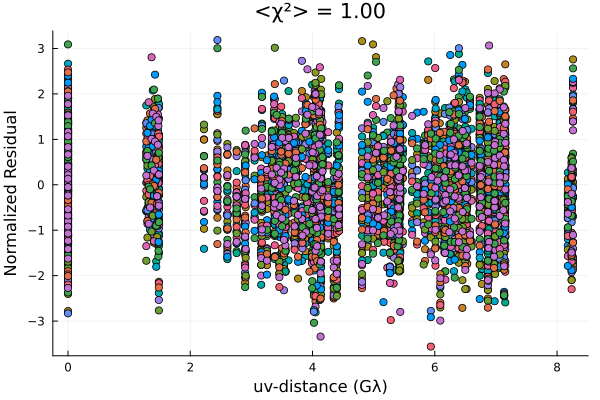 <χ²> = 1.00
Normalized Residual
3
2
1
0
−1
−2
−3
0 2 4 6 8
uv-distance (Gλ)